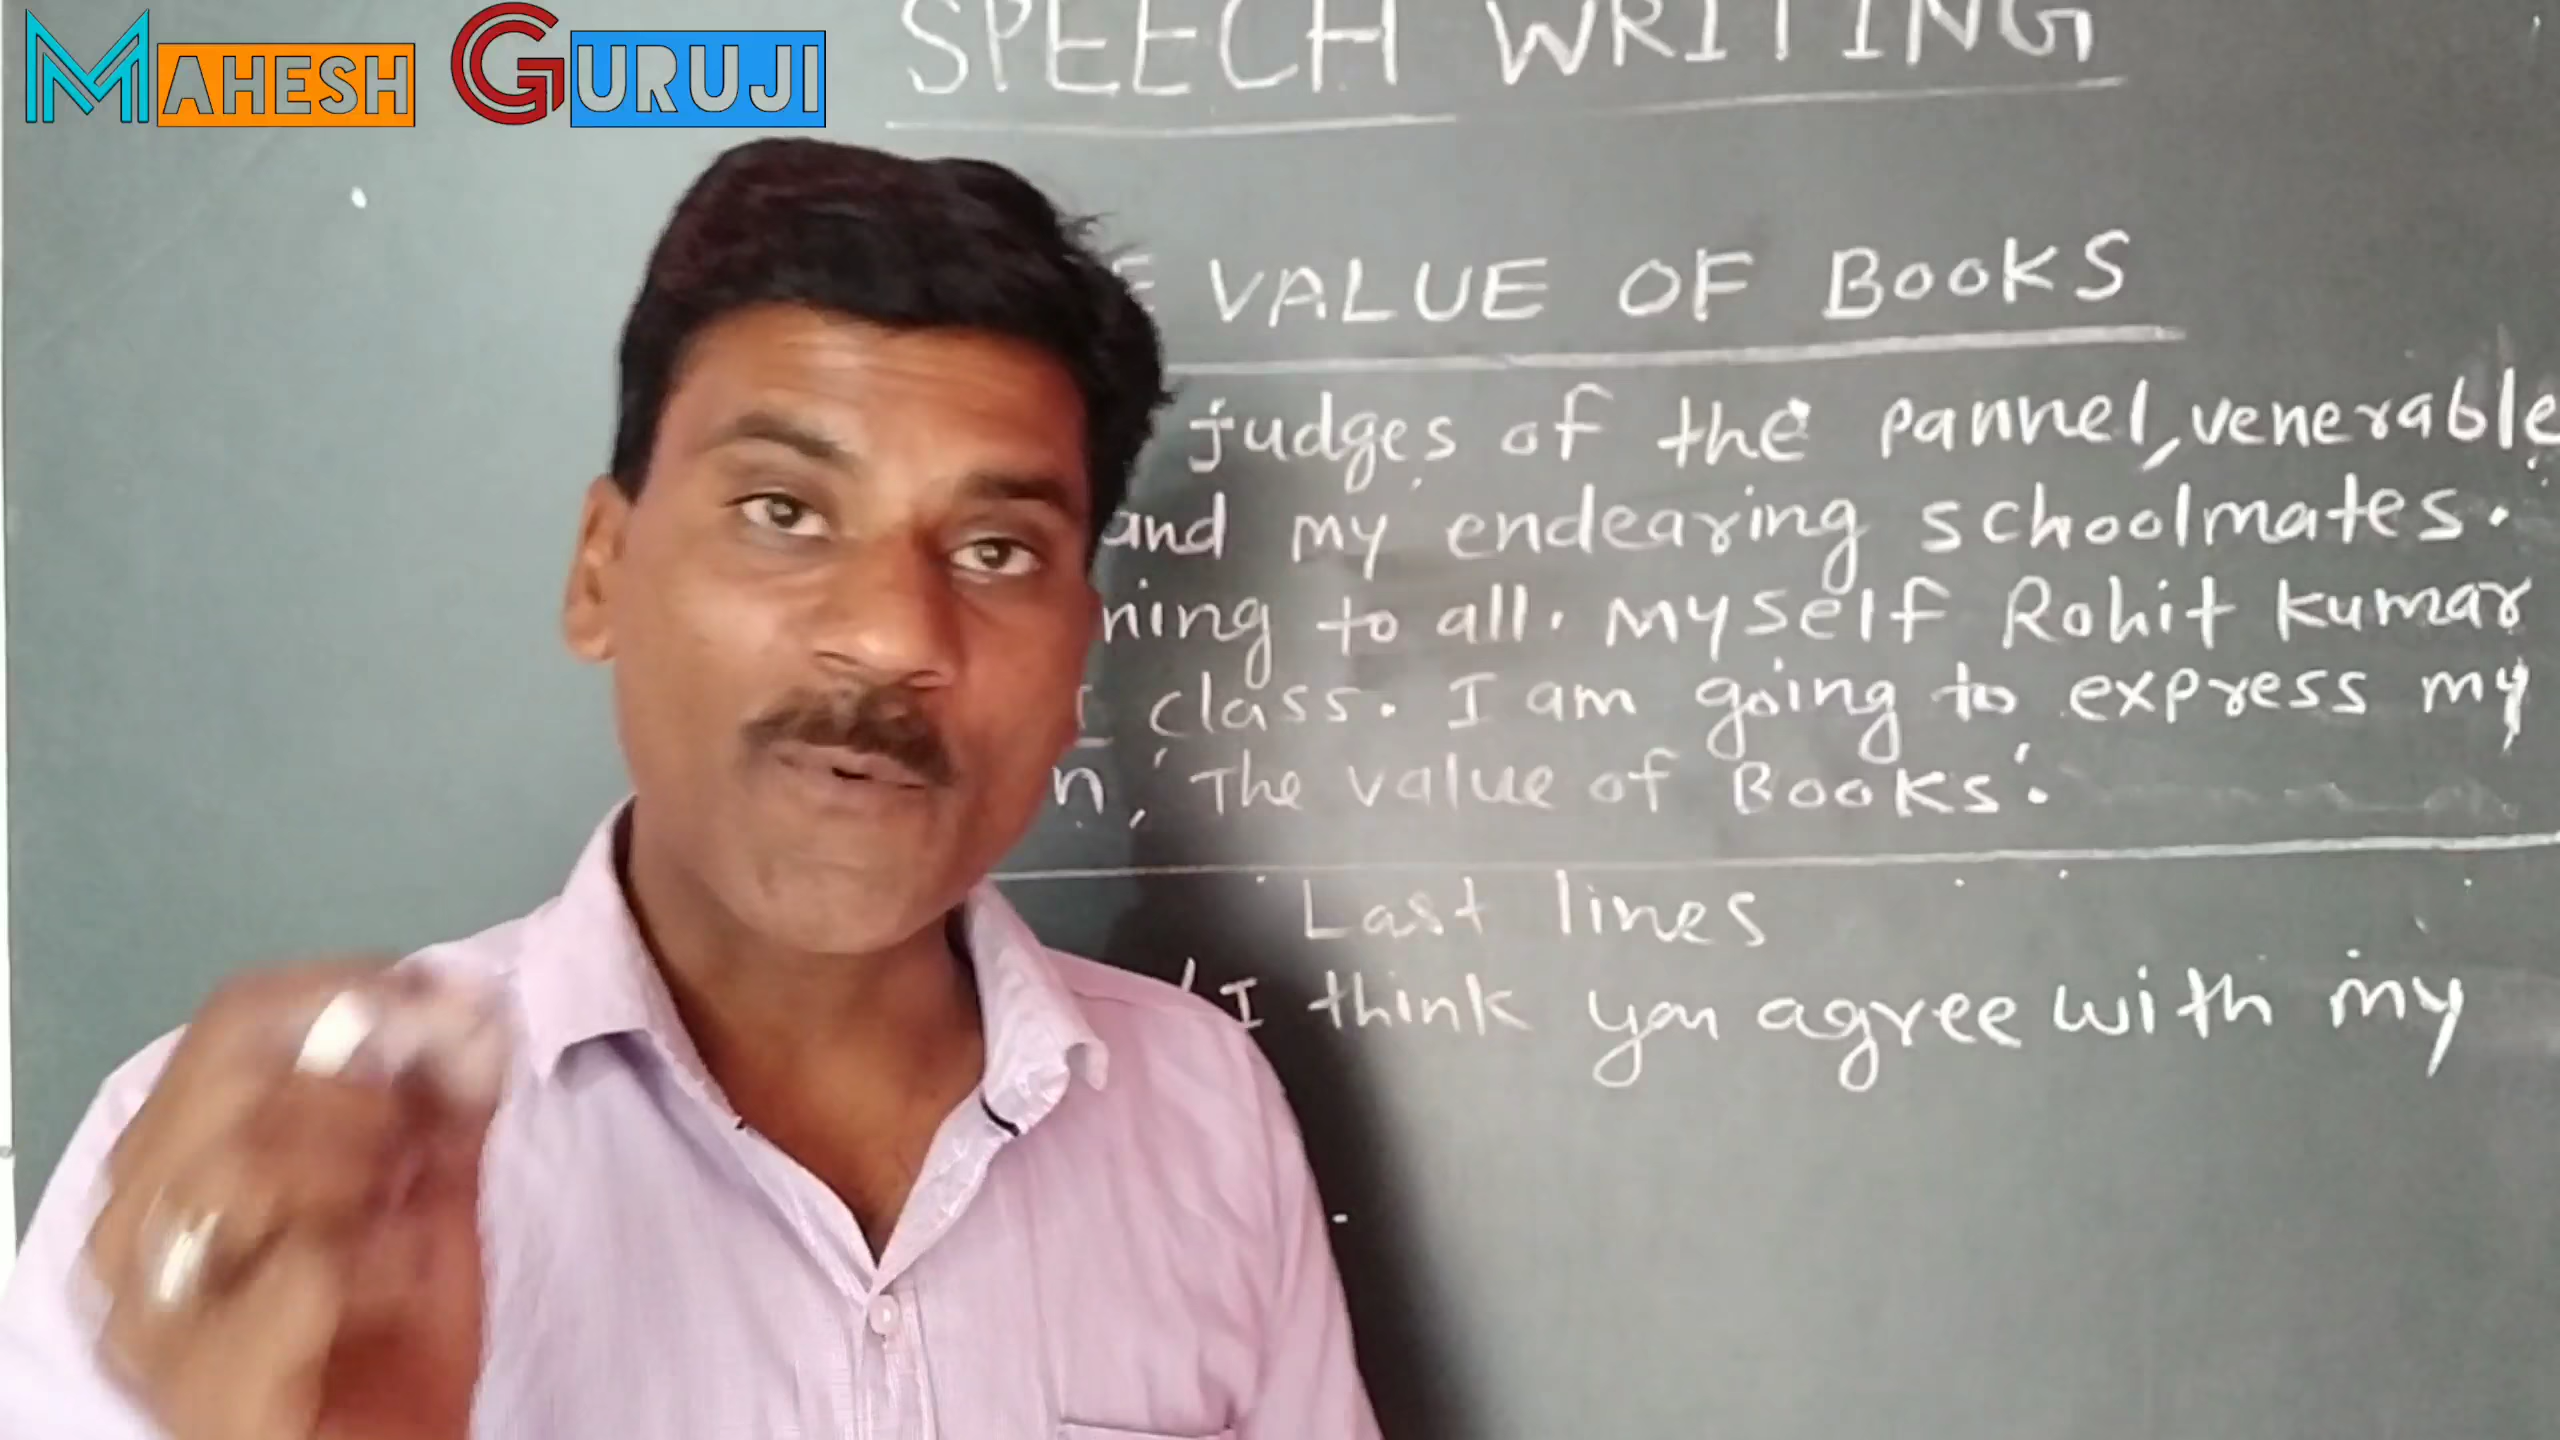 MAHESH GURUJI
SPEECH WRITING
VALUE OF BOOKS
judges of the pannel, venerable
and my endearing schoolmates.
to all. Myself Rohit Kumar
class. I am going to express my
'The Value of Books'.
Last lines
'I think you agree with my